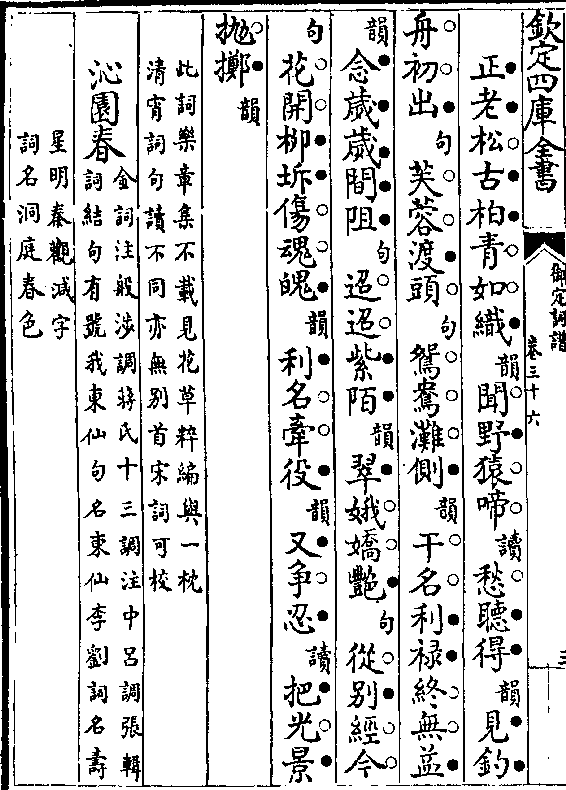 欽定四庫全書
御定詞譜
卷三十六
正老松古柏青如織韻聞野猿啼讀愁聽得韻見釣
舟初出句芙蓉渡頭句鴛鴦灘側韻干名利禄終無益
韻念歲歲間阻句迢迢紫陌韻翠娥嬌艷句從别經今
句花開柳坼傷魂魄韻利名牽役韻又争忍讀把光景
抛擲韻
此詞樂章集不載見花草粹編與一枕
清宵詞句讀不同亦無别首宋詞可校
沁園春金詞注般涉調蔣氏十三調注中呂調張輯
詞結句有號我東仙句名東仙李劉詞名壽
星明秦觀減字
詞名洞庭春色